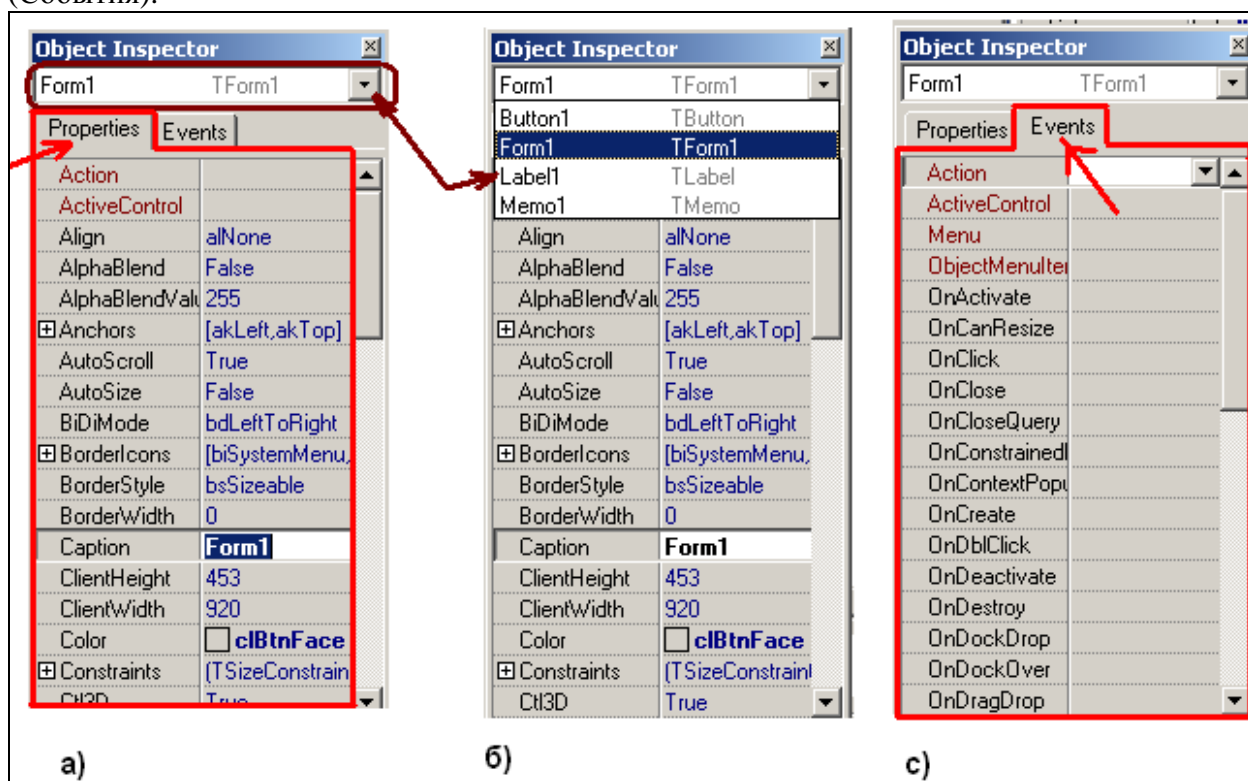 (События).
Object Inspector
Form1 TForm1
Properties Events
Action
ActiveControl
Align alNone
AlphaBlend False
AlphaBlendValu 255
Anchors [akLeft,akTop]
AutoScroll True
AutoSize False
BiDiMode bdLeftToRight
BorderIcons [biSystemMenu,
BorderStyle bsSizeable
BorderWidth 0
Caption Form1
ClientHeight 453
ClientWidth 920
Color clBtnFace
Constraints (TSizeConstrain
Ctl3D True
а)
Object Inspector
Form1 TForm1
Button1 TButton
Form1 TForm1
Label1 TLabel
Memo1 TMemo
Align alNone
AlphaBlend False
AlphaBlendValu 255
Anchors [akLeft,akTop]
AutoScroll True
AutoSize False
BiDiMode bdLeftToRight
BorderIcons [biSystemMenu,
BorderStyle bsSizeable
BorderWidth 0
Caption Form1
ClientHeight 453
ClientWidth 920
Color clBtnFace
Constraints (TSizeConstraint
Ctl3D True
б)
Object Inspector
Form1 TForm1
Properties Events
Action
ActiveControl
Menu
ObjectMenuIter
OnActivate
OnCanResize
OnClick
OnClose
OnCloseQuery
OnConstrainedI
OnContextPopu
OnCreate
OnDblClick
OnDeactivate
OnDestroy
OnDockDrop
OnDockOver
OnDragDrop
с)